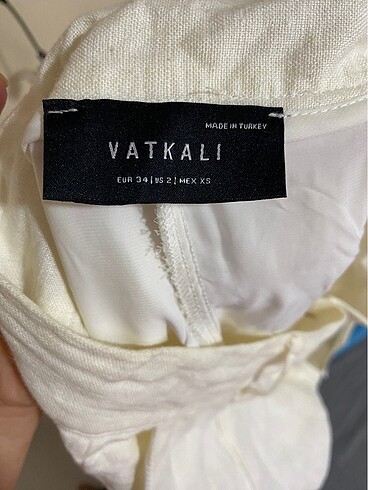 MADE IN TURKEY
VATKALI
EUR 34 | US 2 | MEX XS